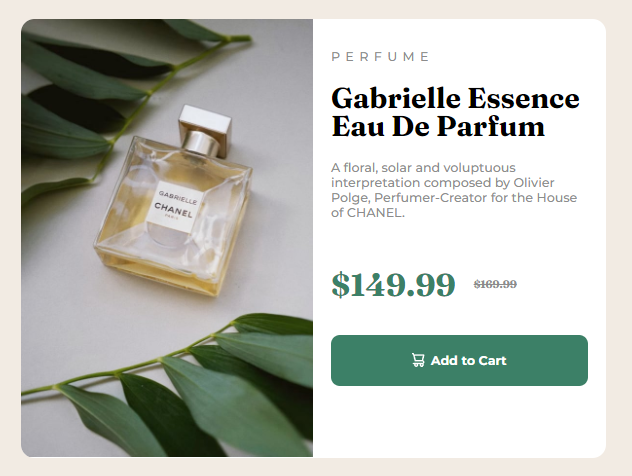 GABRIELLE
CHANEL
PARIS
PERFUME
Gabrielle Essence
Eau De Parfum
A floral, solar and voluptuous
interpretation composed by Olivier
Polge, Perfumer-Creator for the House
of CHANEL.
$149.99 $169.99
Add to Cart